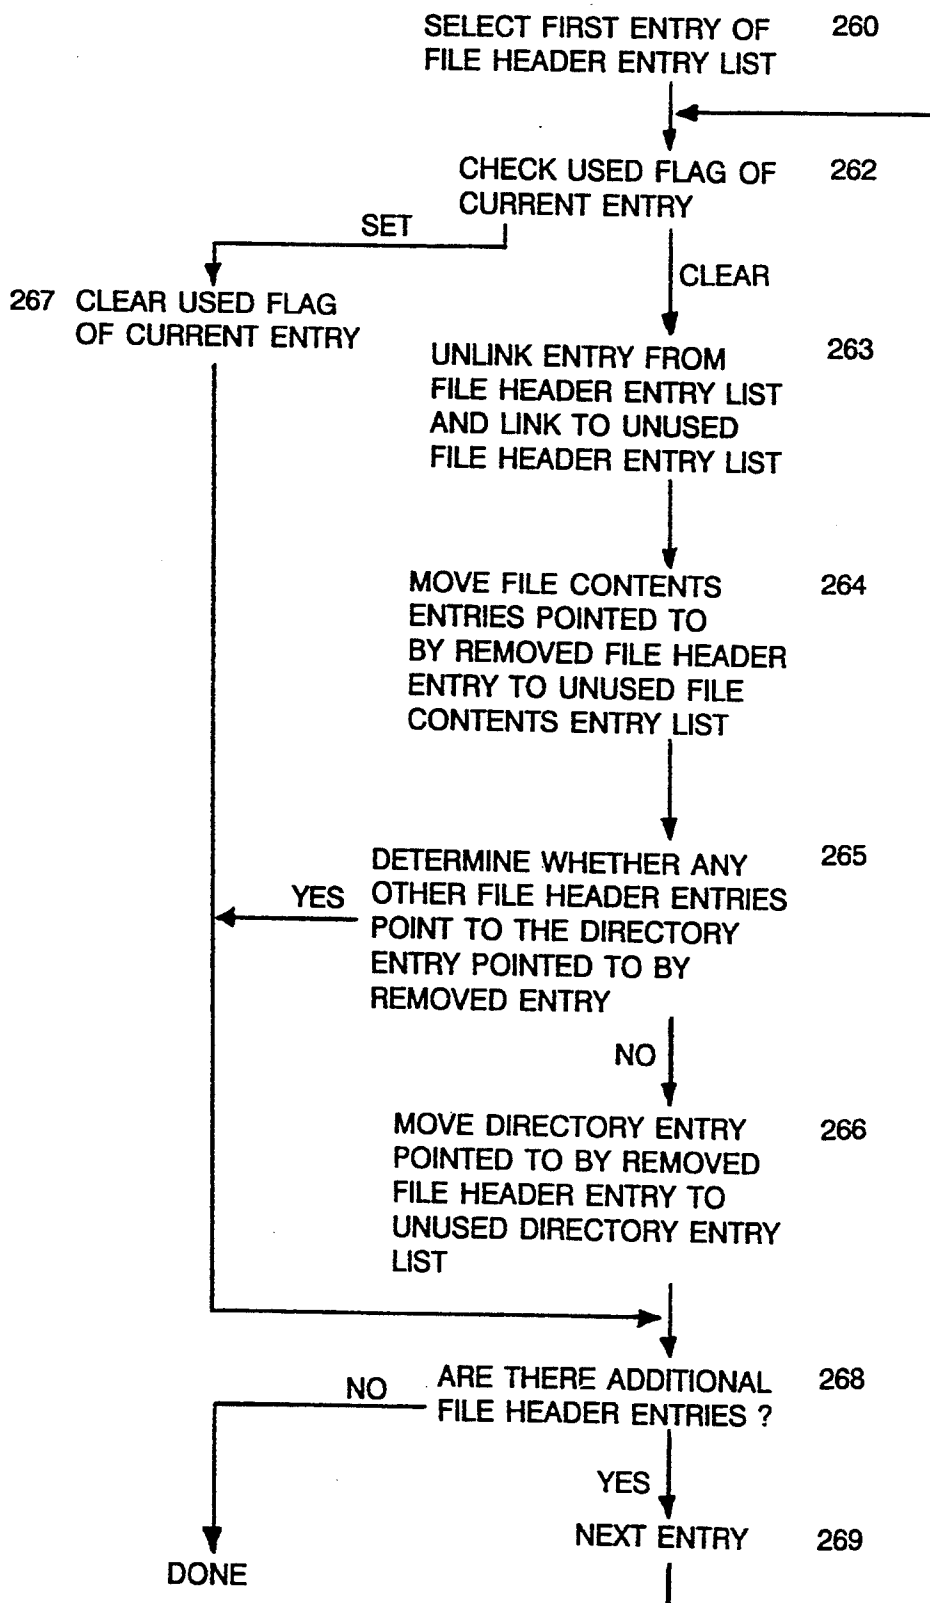 SELECT FIRST ENTRY OF 260
FILE HEADER ENTRY LIST
CHECK USED FLAG OF 262
CURRENT ENTRY
SET
CLEAR
267 CLEAR USED FLAG
OF CURRENT ENTRY
UNLINK ENTRY FROM 263
FILE HEADER ENTRY LIST
AND LINK TO UNUSED
FILE HEADER ENTRY LIST
MOVE FILE CONTENTS 264
ENTRIES POINTED TO
BY REMOVED FILE HEADER
ENTRY TO UNUSED FILE
CONTENTS ENTRY LIST
DETERMINE WHETHER ANY 265
OTHER FILE HEADER ENTRIES
POINT TO THE DIRECTORY
ENTRY POINTED TO BY
REMOVED ENTRY
YES
NO
MOVE DIRECTORY ENTRY 266
POINTED TO BY REMOVED
FILE HEADER ENTRY TO
UNUSED DIRECTORY ENTRY
LIST
ARE THERE ADDITIONAL 268
FILE HEADER ENTRIES ?
NO
YES
NEXT ENTRY 269
DONE